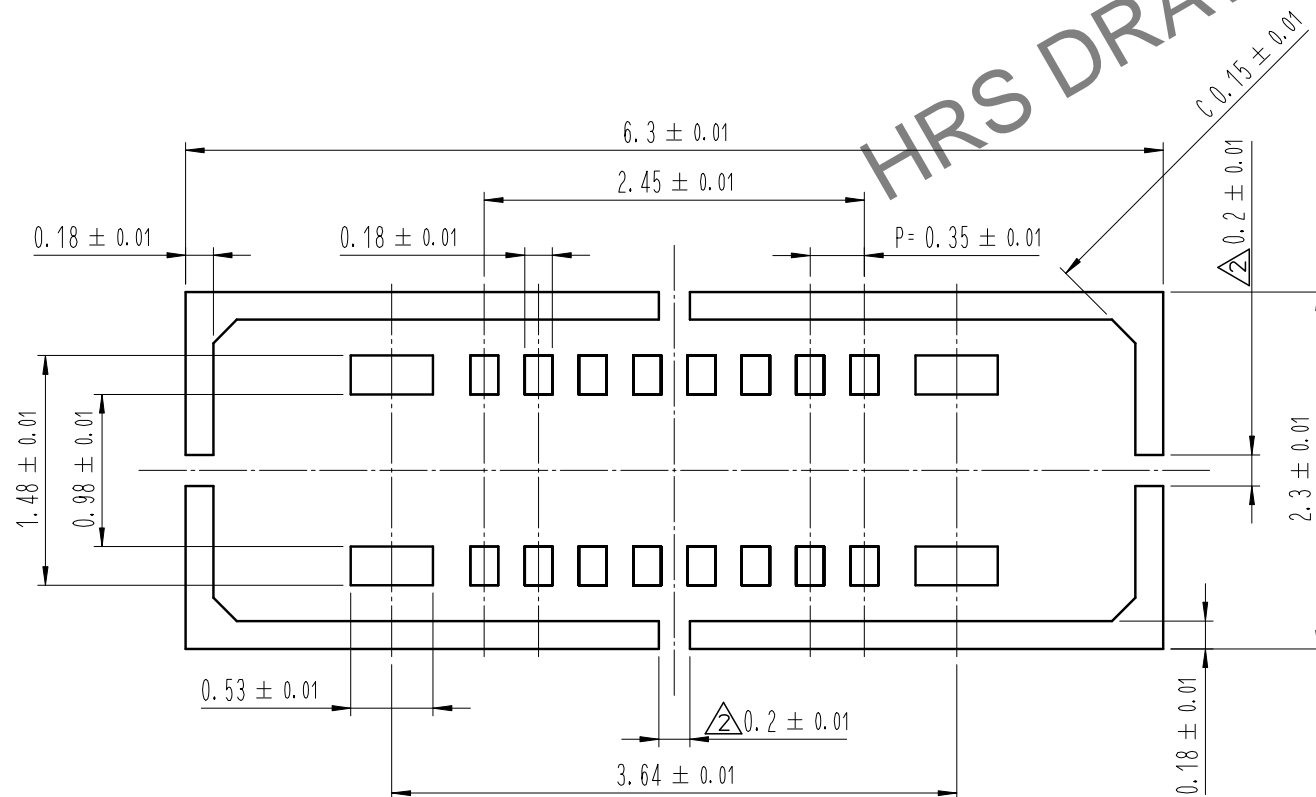 HRS DRA
C 0.15 ± 0.01
6.3 ± 0.01
2.45 ± 0.01
0.18 ± 0.01
0.18 ± 0.01
P= 0.35 ± 0.01
2 0.2 ± 0.01
1.48 ± 0.01
0.98 ± 0.01
2.3 ± 0.01
0.53 ± 0.01
2 0.2 ± 0.01
0.18 ± 0.01
3.64 ± 0.01